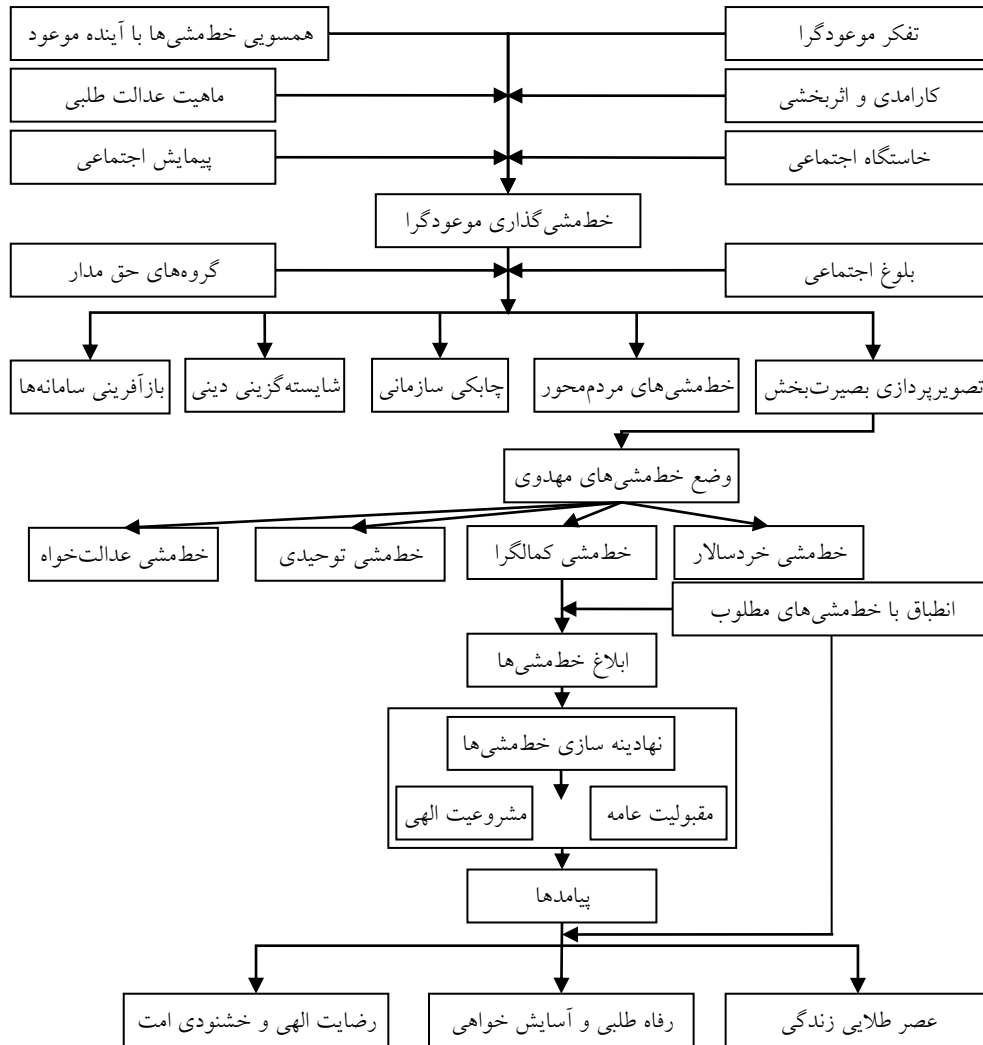 تفکر موعودگرا
همسویی خط‌مشی‌ها با آینده موعود
کارامدی و اثربخشی
ماهیت عدالت طلبی
خاستگاه اجتماعی
پیمایش اجتماعی
خط‌مشی‌گذاری موعودگرا
بلوغ اجتماعی
گروه‌های حق مدار
تصویرپردازی بصیرت‌بخش
خط‌مشی‌های مردم‌محور
چابکی سازمانی
شایسته‌گزینی دینی
بازآفرینی سامانه‌ها
وضع خط‌مشی‌های مهدوی
خط‌مشی خردسالار
خط‌مشی کمالگرا
خط‌مشی توحیدی
خط‌مشی عدالت‌خواه
انطباق با خط‌مشی‌های مطلوب
ابلاغ خط‌مشی‌ها
نهادینه سازی خط‌مشی‌ها
مقبولیت عامه
مشروعیت الهی
پیامدها
عصر طلایی زندگی
رفاه طلبی و آسایش خواهی
رضایت الهی و خشنودی امت